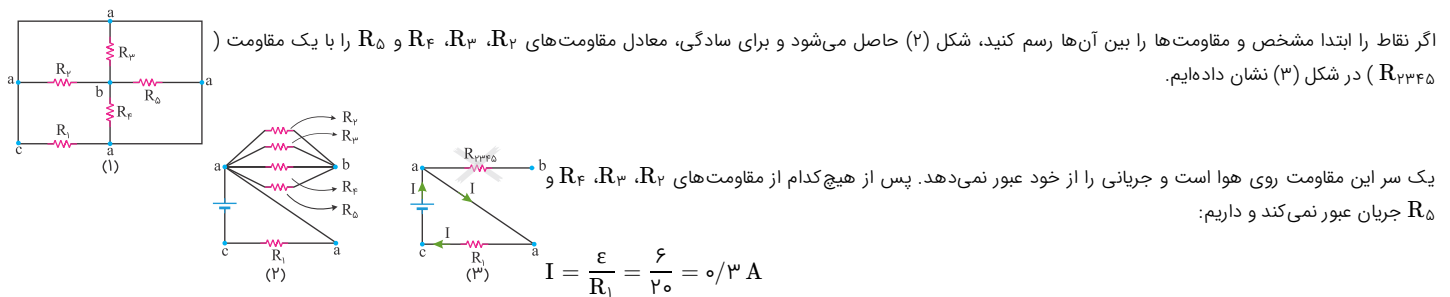 اگر نقاط را ابتدا مشخص و مقاومت‌ها را بین آن‌ها رسم کنید، شکل (۲) حاصل می‌شود و برای سادگی، معادل مقاومت‌های R۲، R۳، R۴ و R۵ را با یک مقاومت (
R۲۳۴۵ ) در شکل (۳) نشان داده‌ایم.
a
R۳
R۲
a
a
b
R۵
R۴
R۱
c
a
(۱)
R۲
R۳
a
b
R۴
R۵
c
R۱
a
(۲)
R۲۳۴۵
a
b
I
I
I
c
R۱
a
(۳)
یک سر این مقاومت روی هوا است و جریانی را از خود عبور نمی‌دهد. پس از هیچ‌کدام از مقاومت‌های R۲، R۳، R۴ و
R۵ جریان عبور نمی‌کند و داریم:
I = ε/R۱ = ۶/۲۰ = ۰/۳ A